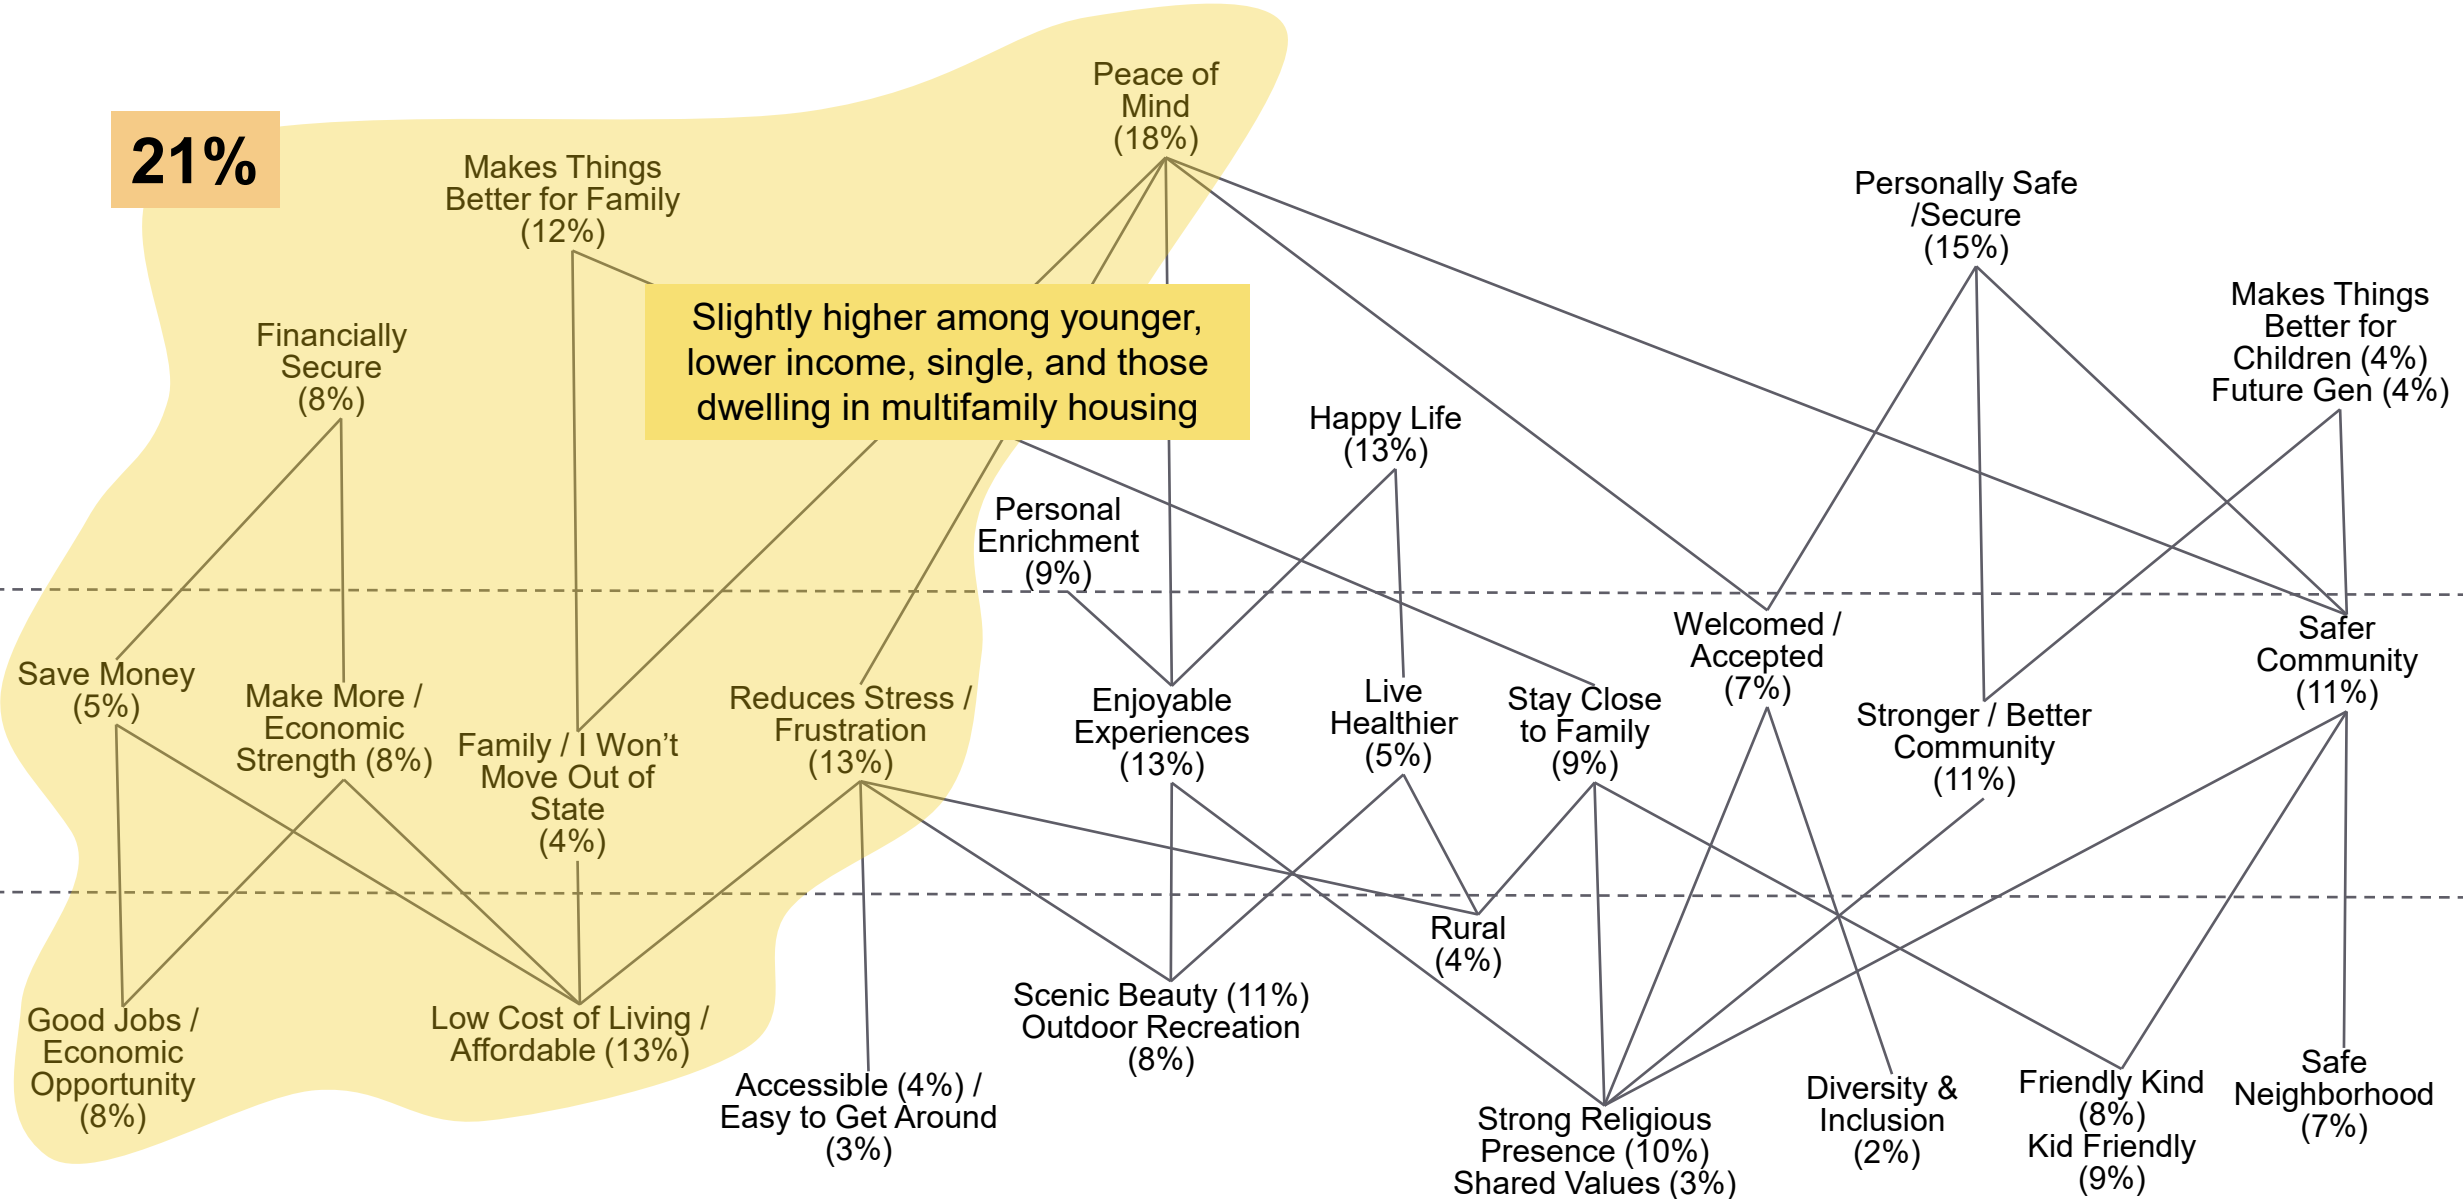 Peace of
Mind
(18%)
21%
Makes Things
Better for Family
(12%)
Personally Safe
/Secure
(15%)
Makes Things
Better for
Children (4%)
Future Gen (4%)
Financially
Secure
(8%)
Slightly higher among younger,
lower income, single, and those
dwelling in multifamily housing
Happy Life
(13%)
Personal
Enrichment
(9%)
Save Money
(5%)
Make More /
Economic
Strength (8%)
Family / I Won’t
Move Out of
State
(4%)
Reduces Stress /
Frustration
(13%)
Enjoyable
Experiences
(13%)
Live
Healthier
(5%)
Stay Close
to Family
(9%)
Welcomed /
Accepted
(7%)
Stronger / Better
Community
(11%)
Safer
Community
(11%)
Good Jobs /
Economic
Opportunity
(8%)
Low Cost of Living /
Affordable (13%)
Accessible (4%) /
Easy to Get Around
(3%)
Scenic Beauty (11%)
Outdoor Recreation
(8%)
Rural
(4%)
Strong Religious
Presence (10%)
Shared Values (3%)
Diversity &
Inclusion
(2%)
Friendly Kind
(8%)
Kid Friendly
(9%)
Safe
Neighborhood
(7%)